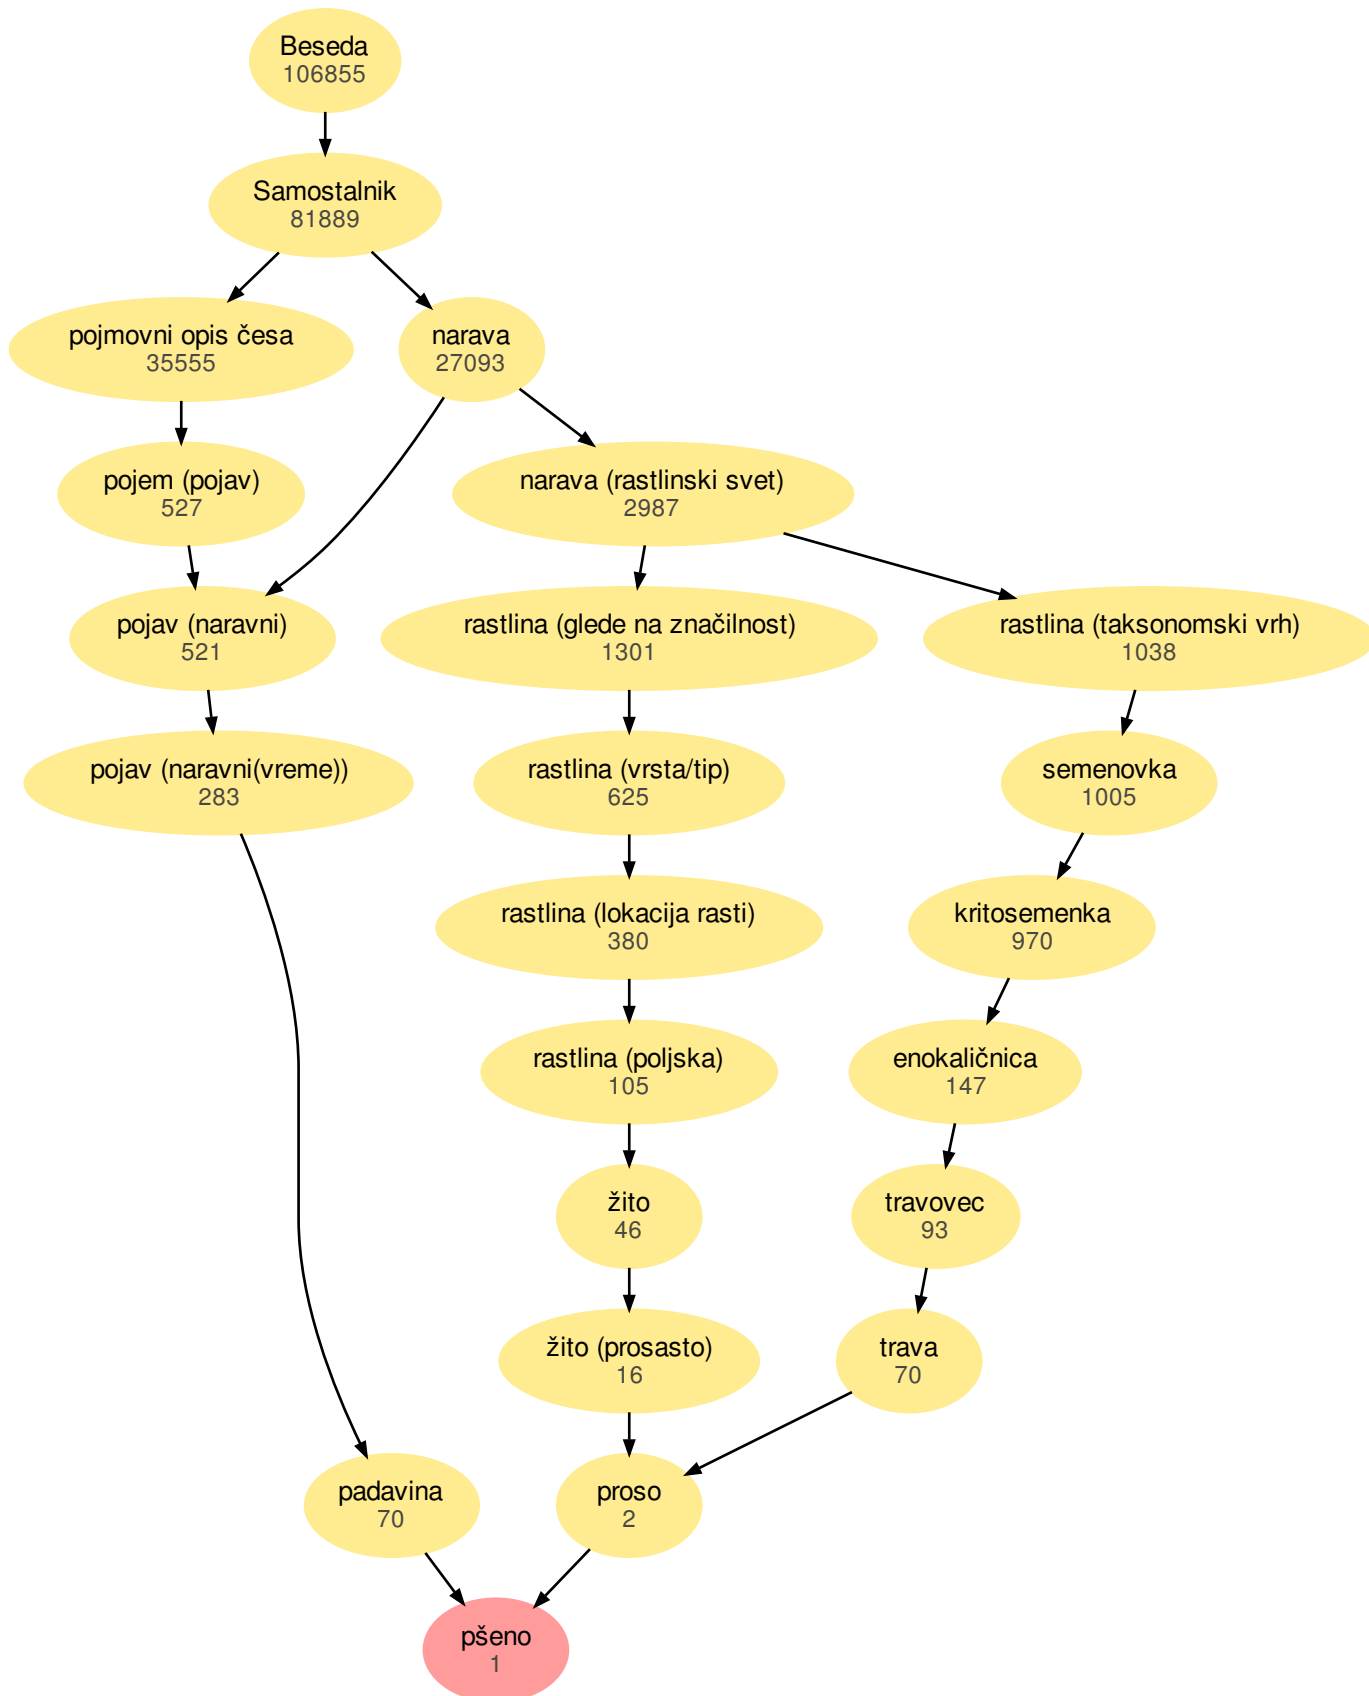 Beseda
106855
Samostalnik
81889
pojmovni opis česa
35555
narava
27093
pojem (pojav)
527
narava (rastlinski svet)
2987
pojav (naravni)
521
rastlina (glede na značilnost)
1301
rastlina (taksonomski vrh)
1038
pojav (naravni(vreme))
283
rastlina (vrsta/tip)
625
semenovka
1005
rastlina (lokacija rasti)
380
kritosemenka
970
rastlina (poljska)
105
enokaličnica
147
žito
46
travovec
93
žito (prosasto)
16
trava
70
padavina
70
proso
2
pšeno
1